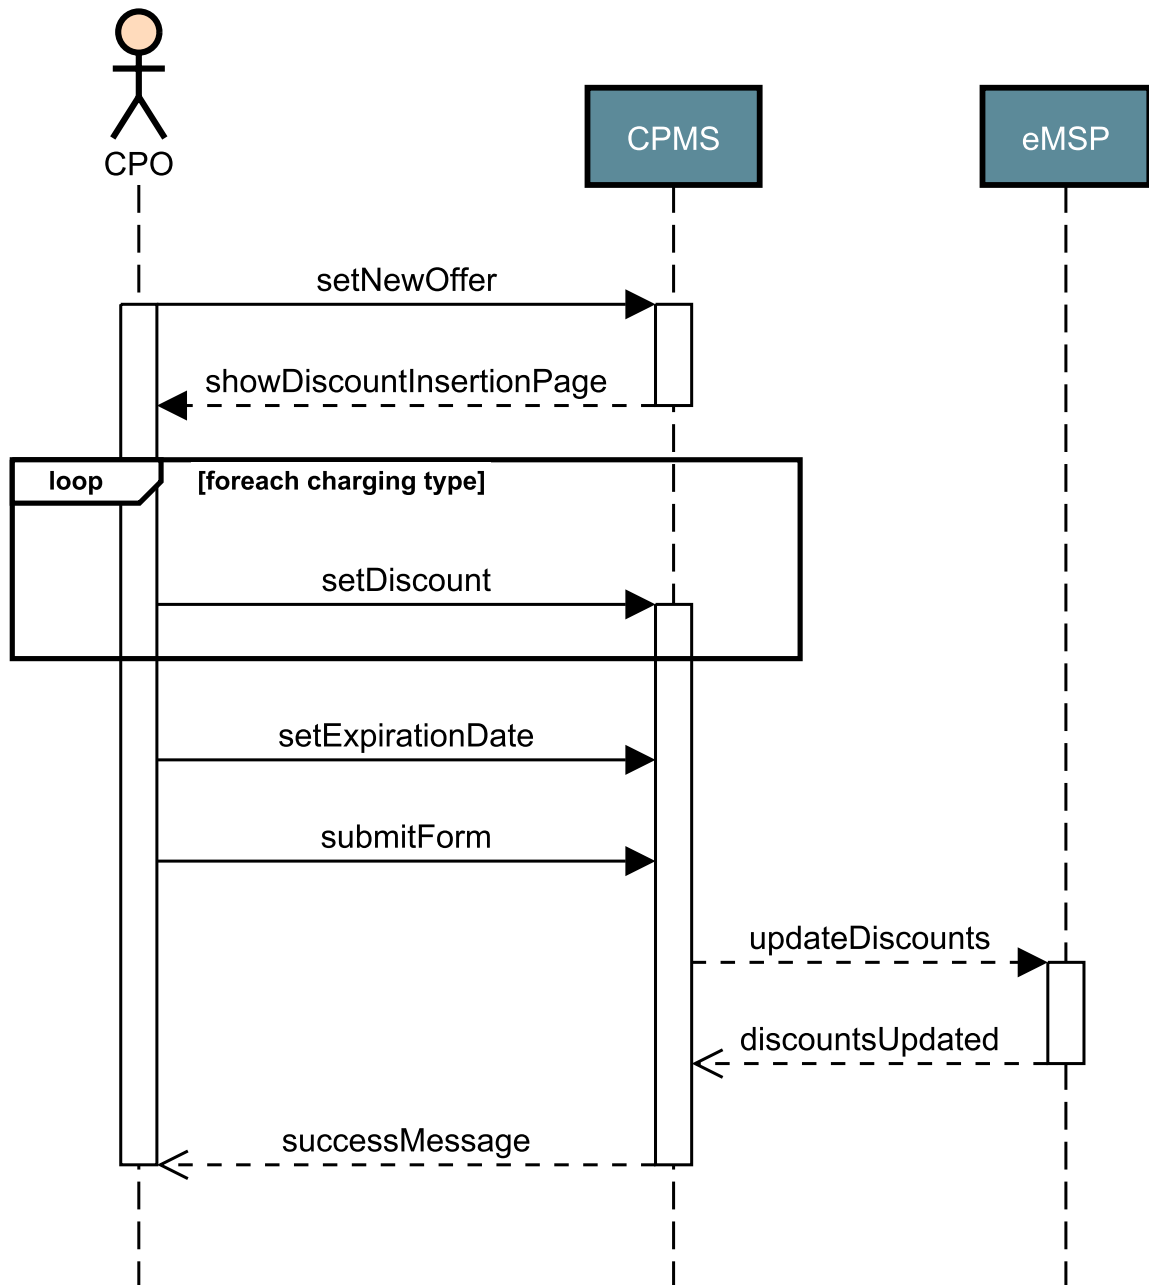 CPO
CPMS
eMSP
setNewOffer
showDiscountInsertionPage
loop
[foreach charging type]
setDiscount
setExpirationDate
submitForm
updateDiscounts
discountsUpdated
successMessage